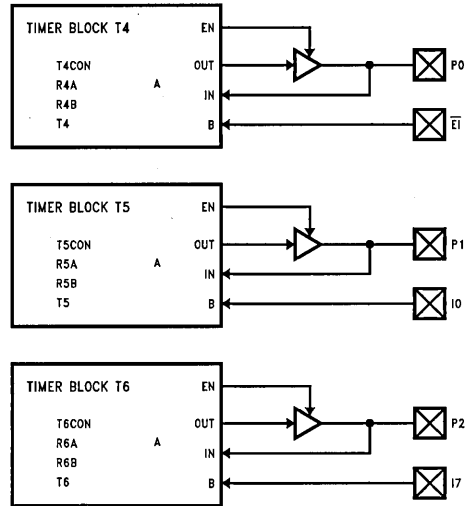 TIMER BLOCK T4 EN
T4CON OUT P0
R4A A IN
R4B
T4 B E̅I̅
TIMER BLOCK T5 EN
T5CON OUT P1
R5A A IN
R5B
T5 B I0
TIMER BLOCK T6 EN
T6CON OUT P2
R6A A IN
R6B
T6 B I7